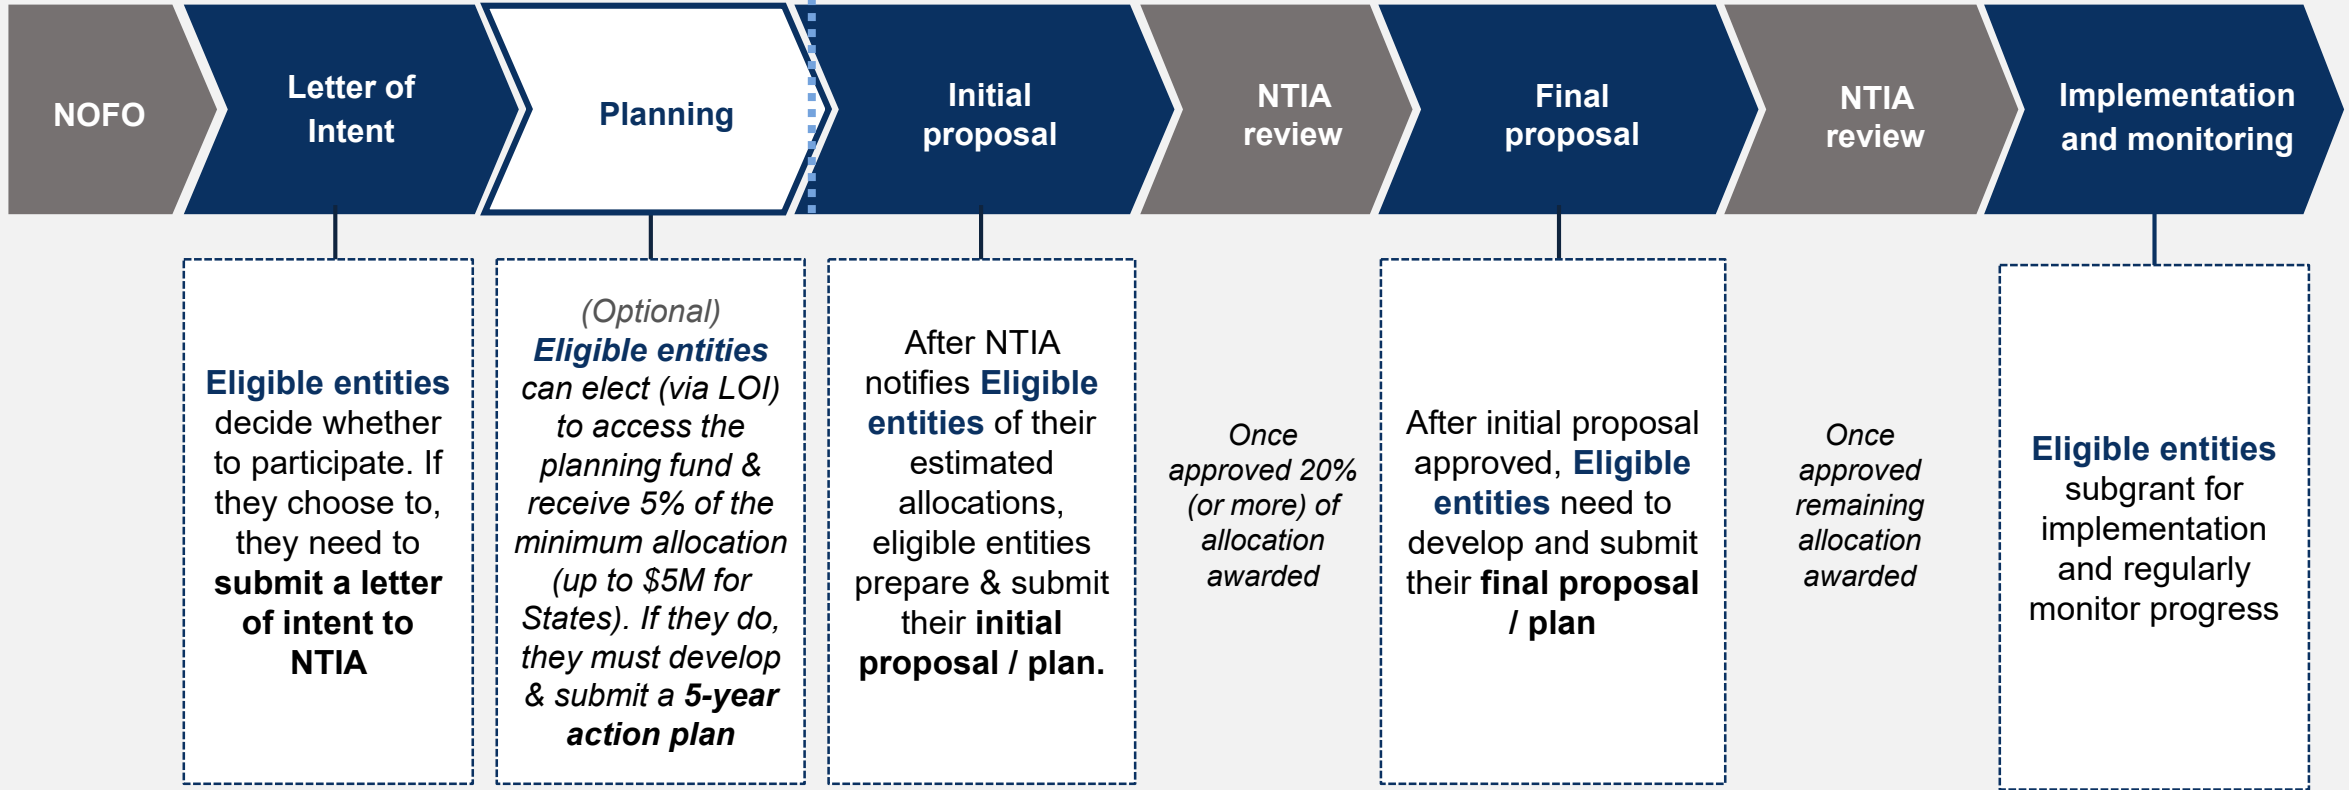 NOFO
Letter of
Intent
Planning
Initial
proposal
NTIA
review
Final
proposal
NTIA
review
Implementation
and monitoring
Eligible entities
decide whether
to participate. If
they choose to,
they need to
submit a letter
of intent to
NTIA
(Optional)
Eligible entities
can elect (via LOI)
to access the
planning fund &
receive 5% of the
minimum allocation
(up to $5M for
States). If they do,
they must develop
& submit a 5-year
action plan
After NTIA
notifies Eligible
entities of their
estimated
allocations,
eligible entities
prepare & submit
their initial
proposal / plan.
Once
approved 20%
(or more) of
allocation
awarded
After initial proposal
approved, Eligible
entities need to
develop and submit
their final proposal
/ plan
Once
approved
remaining
allocation
awarded
Eligible entities
subgrant for
implementation
and regularly
monitor progress